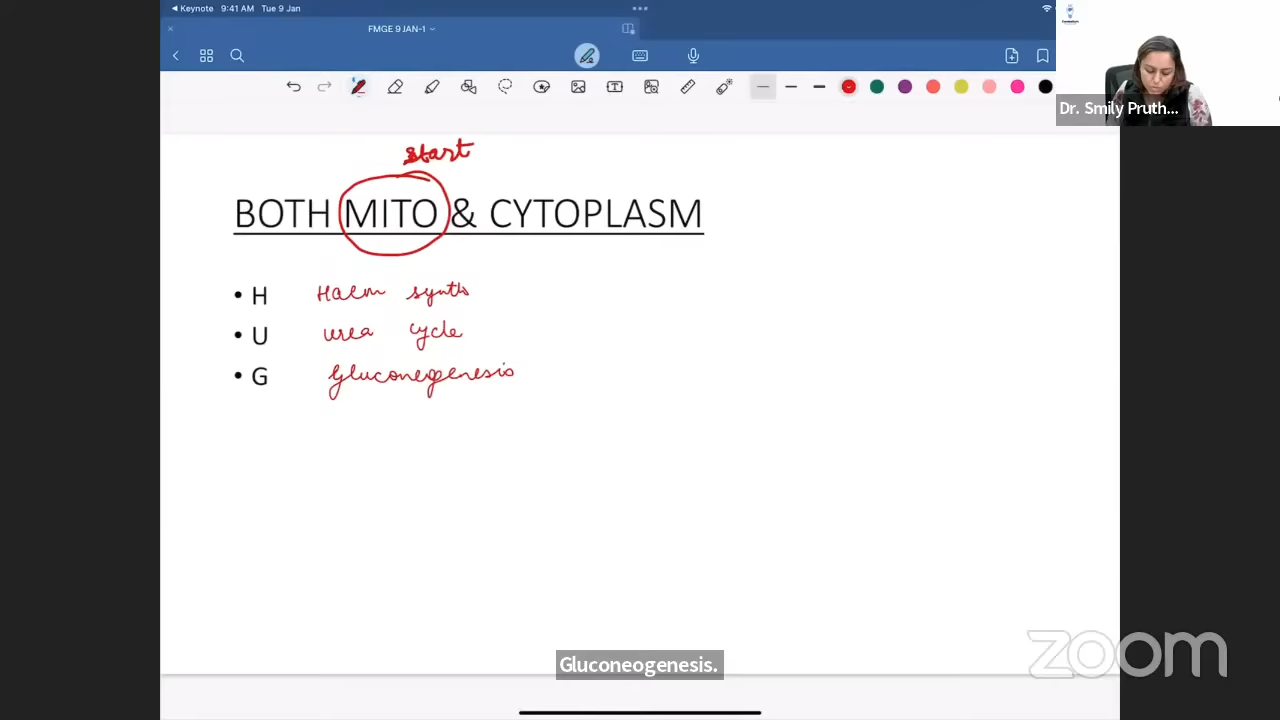 Keynote 9:41 AM Tue 9 Jan
FMGE 9 JAN-1
Dr. Smily Pruth...
start
BOTH MITO & CYTOPLASM
• H Haem synth
• U urea cycle
• G Gluconeogenesis
Gluconeogenesis.
zoom